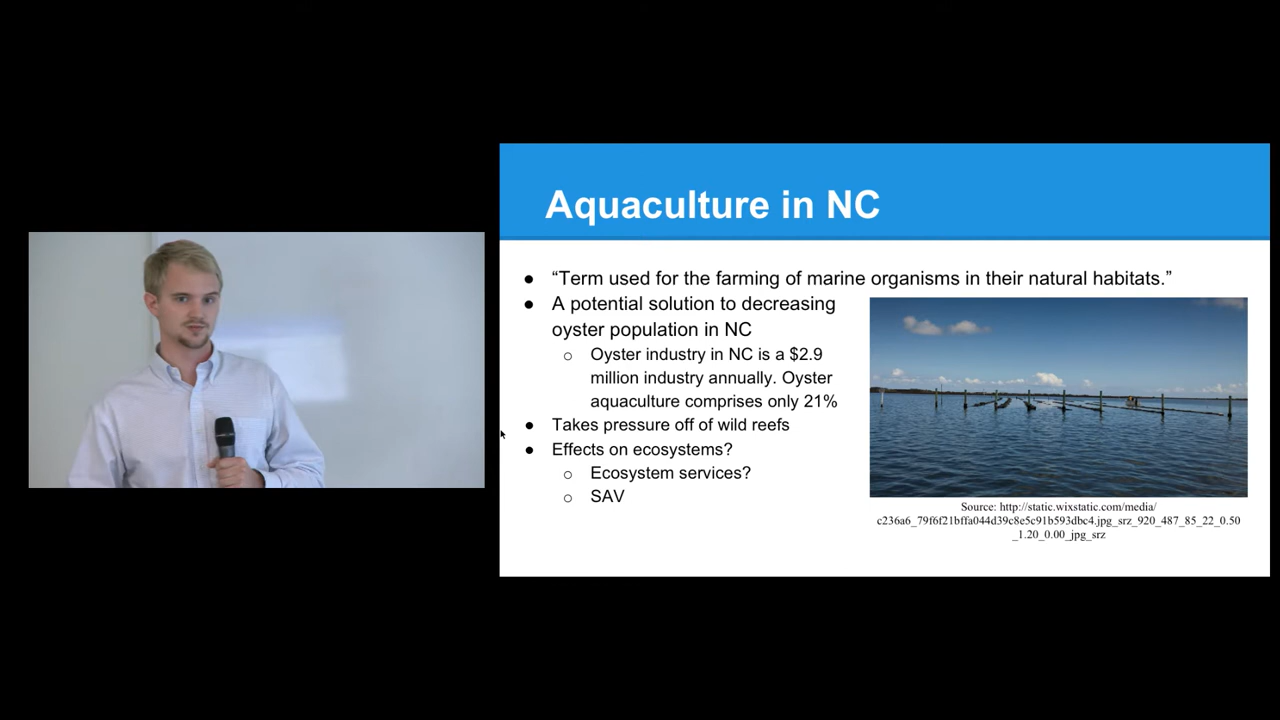 Aquaculture in NC
● “Term used for the farming of marine organisms in their natural habitats.”
● A potential solution to decreasing
oyster population in NC
○ Oyster industry in NC is a $2.9
million industry annually. Oyster
aquaculture comprises only 21%
● Takes pressure off of wild reefs
● Effects on ecosystems?
○ Ecosystem services?
○ SAV
Source: http://static.wixstatic.com/media/
c236a6_79f6f21bffa044d39c8e5c91b593dbc4.jpg_srz_920_487_85_22_0.50
_1.20_0.00_jpg_srz